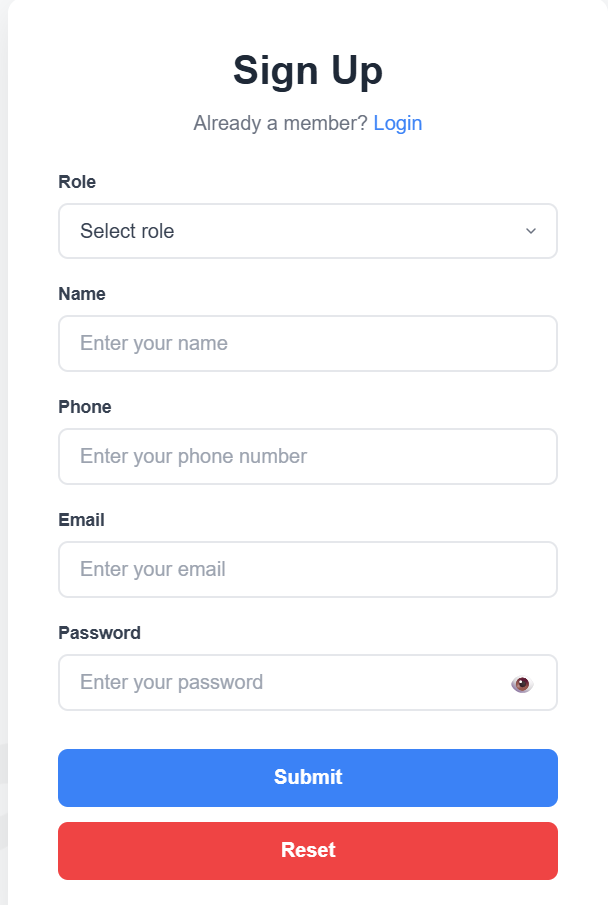 Sign Up
Already a member? Login
Role
Select role
Name
Enter your name
Phone
Enter your phone number
Email
Enter your email
Password
Enter your password
Submit
Reset